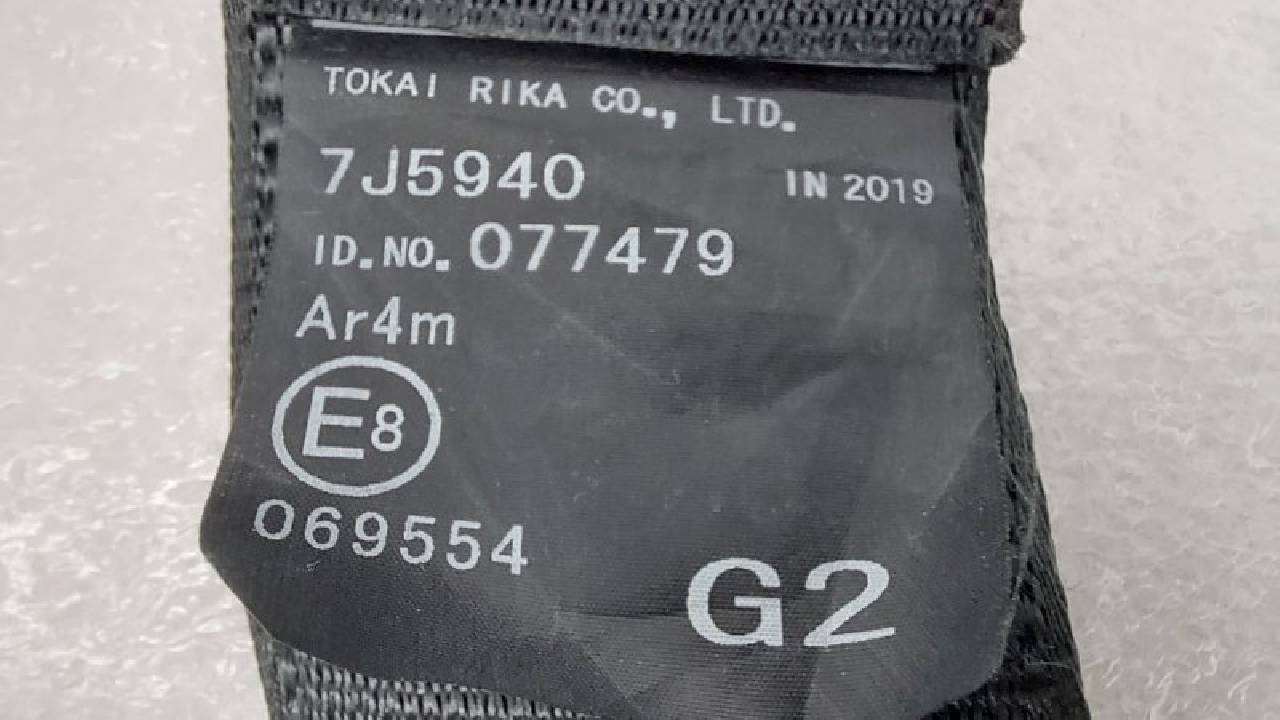 TOKAI RIKA CO., LTD.
7J5940 IN 2019
ID.NO. 077479
Ar4m
E8
069554
G2